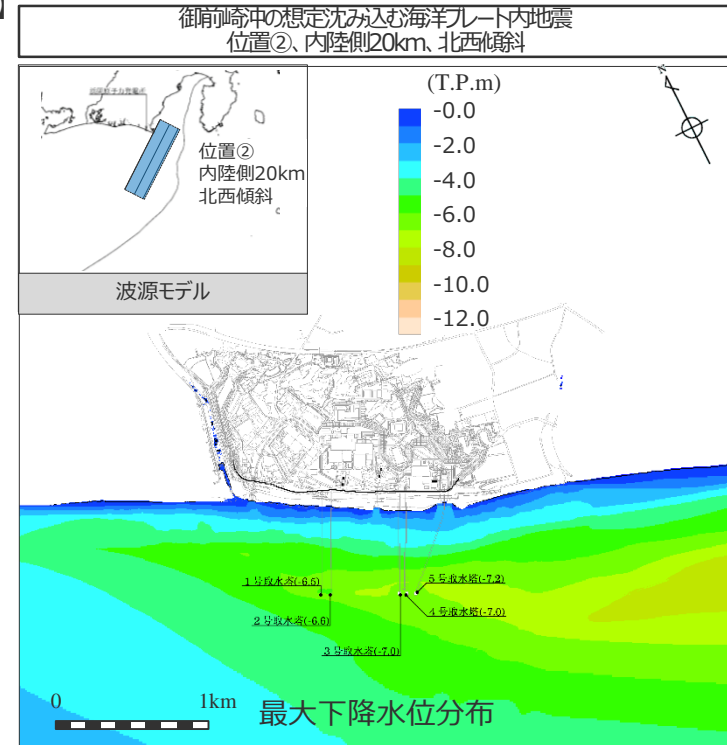 御前崎沖の想定沈み込む海洋プレート内地震
位置②、内陸側20km、北西傾斜
位置②
内陸側20km
北西傾斜
波源モデル
(T.P.m)
-0.0
-2.0
-4.0
-6.0
-8.0
-10.0
-12.0
N
1号取水塔(-6.6)
2号取水塔(-6.6)
3号取水塔(-7.0)
4号取水塔(-7.0)
5号取水塔(-7.2)
0 1km
最大下降水位分布